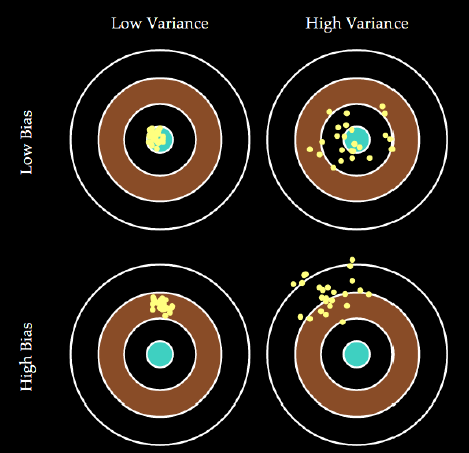 Low Variance
High Variance
Low Bias
High Bias